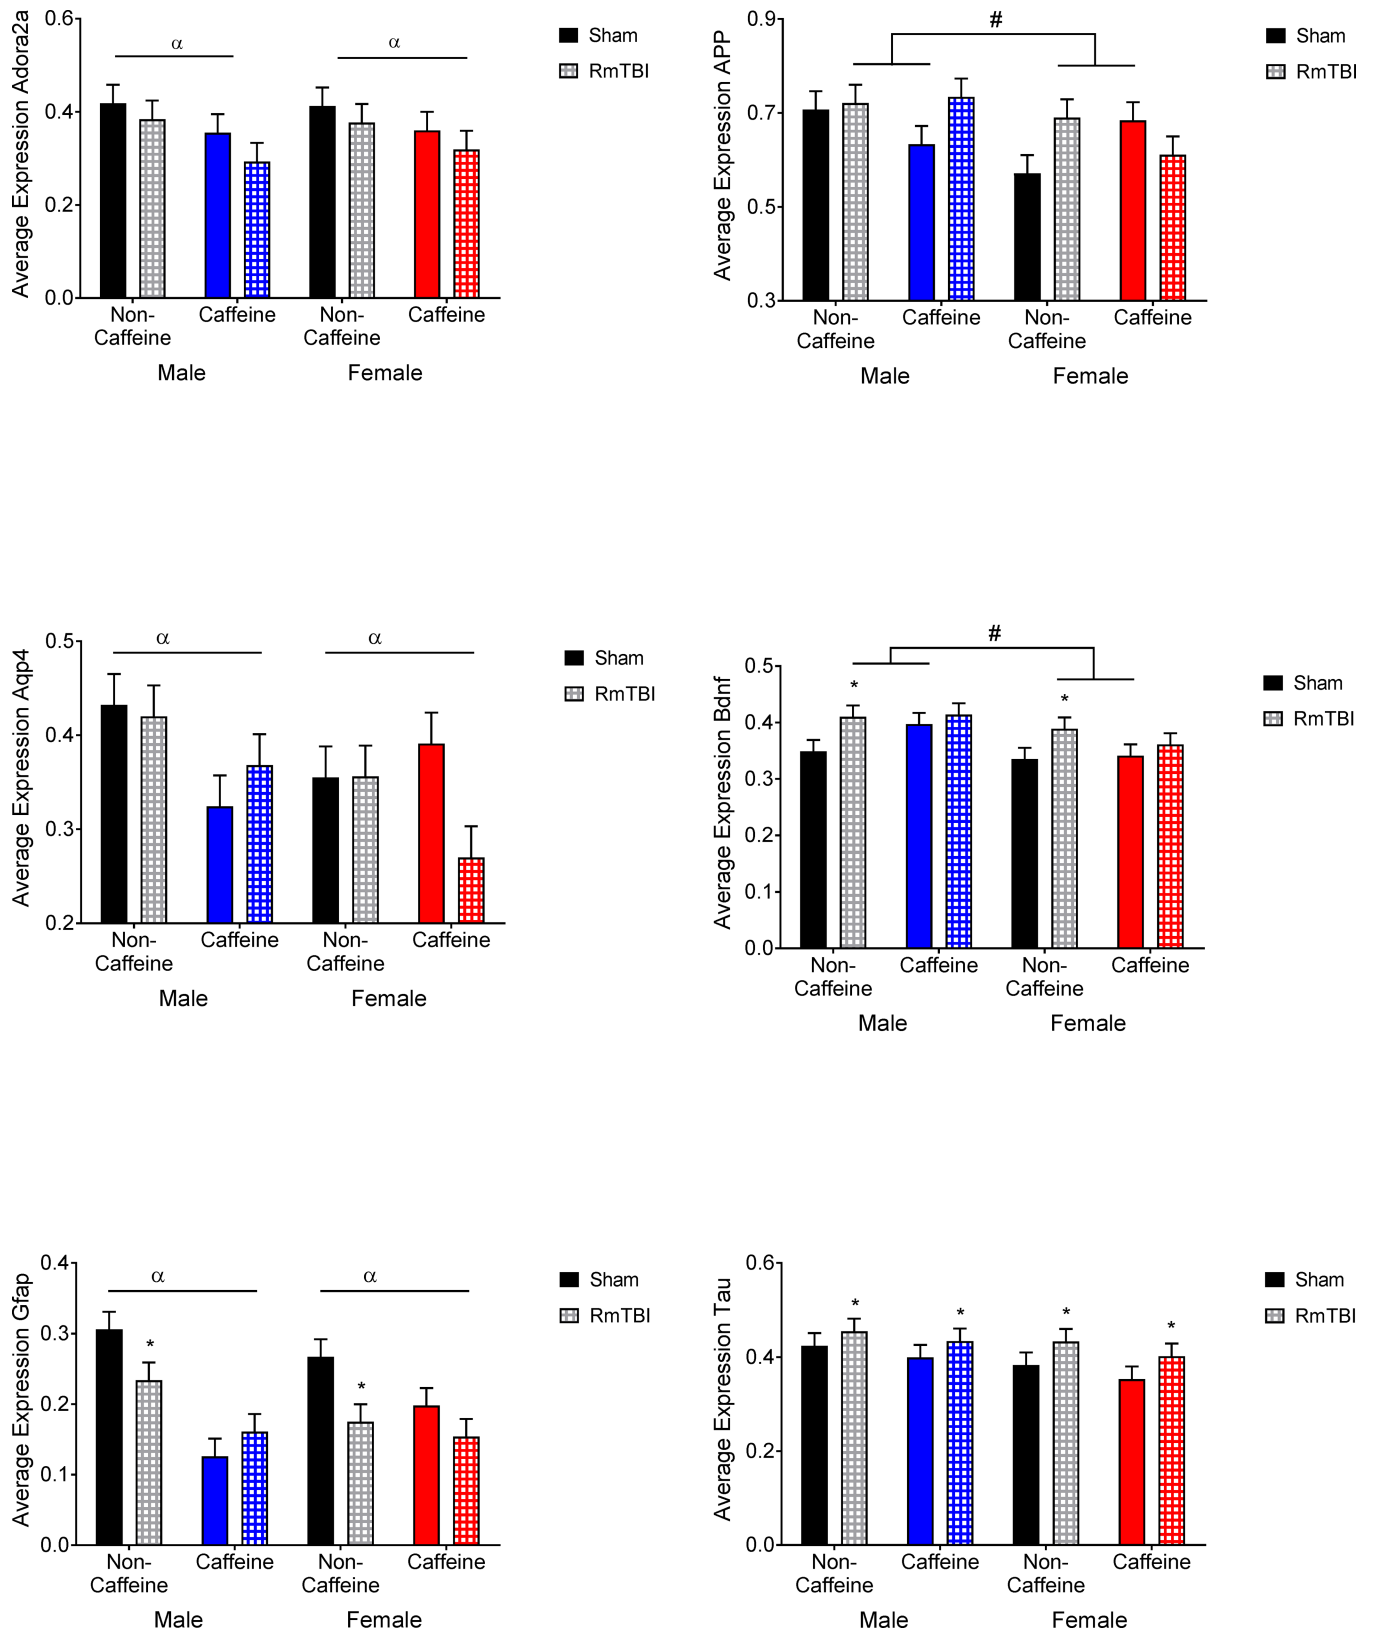 Average Expression Adora2a
0.6
0.4
0.2
0.0
α
α
Sham
RmTBI
Non-
Caffeine
Caffeine
Non-
Caffeine
Caffeine
Male
Female
Average Expression APP
0.9
0.7
0.5
0.3
#
Sham
RmTBI
Non-
Caffeine
Caffeine
Non-
Caffeine
Caffeine
Male
Female
Average Expression Aqp4
0.5
0.4
0.3
0.2
α
α
Sham
RmTBI
Non-
Caffeine
Caffeine
Non-
Caffeine
Caffeine
Male
Female
Average Expression Bdnf
0.5
0.4
0.3
0.2
0.1
0.0
#
*
*
Sham
RmTBI
Non-
Caffeine
Caffeine
Non-
Caffeine
Caffeine
Male
Female
Average Expression Gfap
0.4
0.3
0.2
0.1
0.0
α
α
*
*
Sham
RmTBI
Non-
Caffeine
Caffeine
Non-
Caffeine
Caffeine
Male
Female
Average Expression Tau
0.6
0.4
0.2
0.0
*
*
*
*
Sham
RmTBI
Non-
Caffeine
Caffeine
Non-
Caffeine
Caffeine
Male
Female